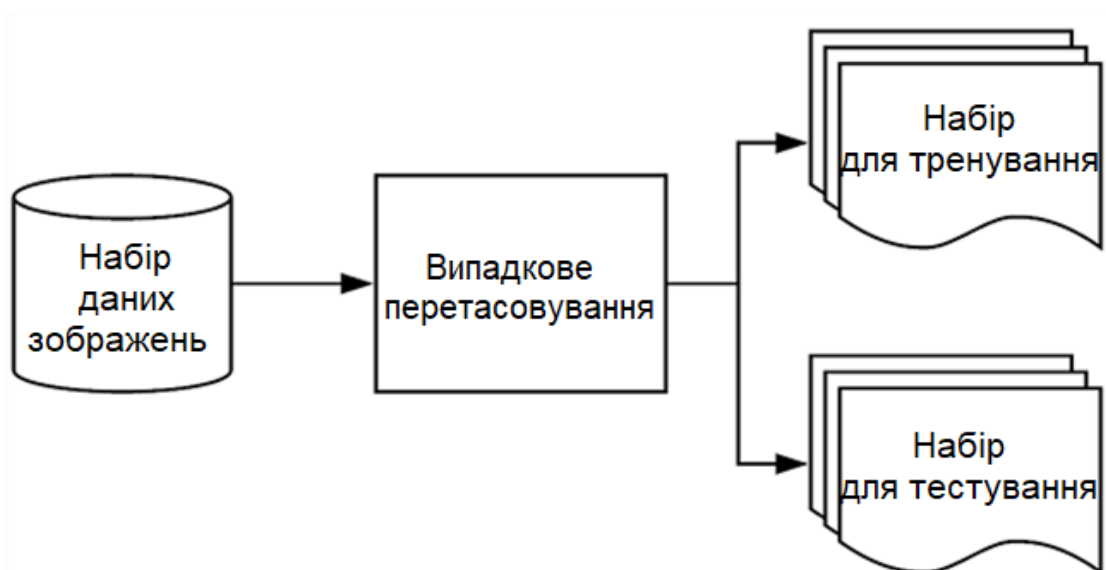 Набір
даних
зображень
Випадкове
перетасовування
Набір
для тренування
Набір
для тестування